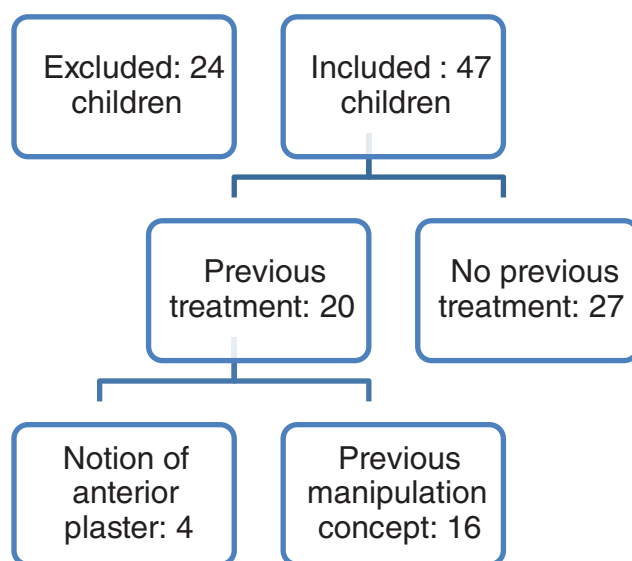 Excluded: 24
children
Included : 47
children
Previous
treatment: 20
No previous
treatment: 27
Notion of
anterior
plaster: 4
Previous
manipulation
concept: 16